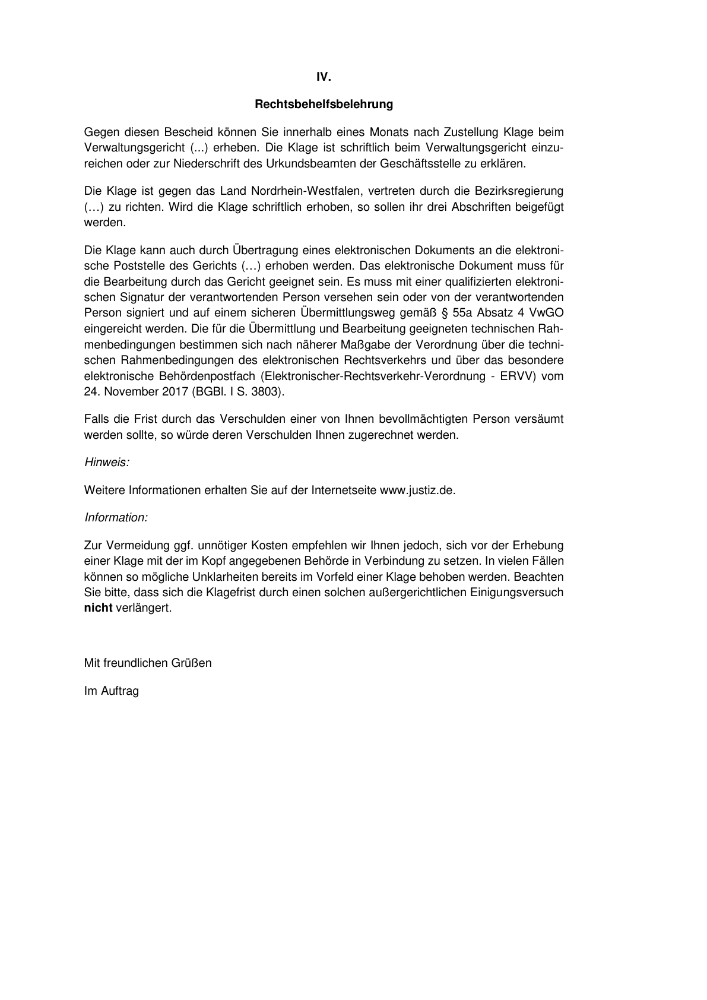 IV.
Rechtsbehelfsbelehrung
Gegen diesen Bescheid können Sie innerhalb eines Monats nach Zustellung Klage beim
Verwaltungsgericht (...) erheben. Die Klage ist schriftlich beim Verwaltungsgericht einzu-
reichen oder zur Niederschrift des Urkundsbeamten der Geschäftsstelle zu erklären.
Die Klage ist gegen das Land Nordrhein-Westfalen, vertreten durch die Bezirksregierung
(…) zu richten. Wird die Klage schriftlich erhoben, so sollen ihr drei Abschriften beigefügt
werden.
Die Klage kann auch durch Übertragung eines elektronischen Dokuments an die elektroni-
sche Poststelle des Gerichts (…) erhoben werden. Das elektronische Dokument muss für
die Bearbeitung durch das Gericht geeignet sein. Es muss mit einer qualifizierten elektroni-
schen Signatur der verantwortenden Person versehen sein oder von der verantwortenden
Person signiert und auf einem sicheren Übermittlungsweg gemäß § 55a Absatz 4 VwGO
eingereicht werden. Die für die Übermittlung und Bearbeitung geeigneten technischen Rah-
menbedingungen bestimmen sich nach näherer Maßgabe der Verordnung über die techni-
schen Rahmenbedingungen des elektronischen Rechtsverkehrs und über das besondere
elektronische Behördenpostfach (Elektronischer-Rechtsverkehr-Verordnung - ERVV) vom
24. November 2017 (BGBl. I S. 3803).
Falls die Frist durch das Verschulden einer von Ihnen bevollmächtigten Person versäumt
werden sollte, so würde deren Verschulden Ihnen zugerechnet werden.
Hinweis:
Weitere Informationen erhalten Sie auf der Internetseite www.justiz.de.
Information:
Zur Vermeidung ggf. unnötiger Kosten empfehlen wir Ihnen jedoch, sich vor der Erhebung
einer Klage mit der im Kopf angegebenen Behörde in Verbindung zu setzen. In vielen Fällen
können so mögliche Unklarheiten bereits im Vorfeld einer Klage behoben werden. Beachten
Sie bitte, dass sich die Klagefrist durch einen solchen außergerichtlichen Einigungsversuch
nicht verlängert.
Mit freundlichen Grüßen
Im Auftrag